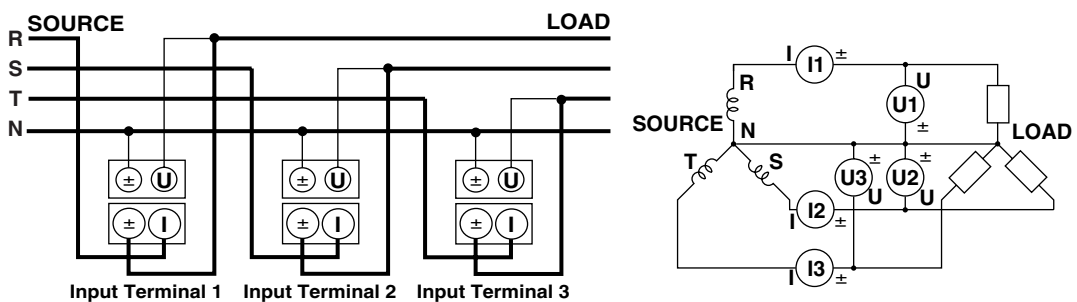 SOURCE LOAD
R
S
T
N
± U ± U ± U
± I ± I ± I
Input Terminal 1 Input Terminal 2 Input Terminal 3
I I1 ±
R U
U1
SOURCE N ± LOAD
T S ± ±
U3 U2
U U
I I2 ±
I I3 ±